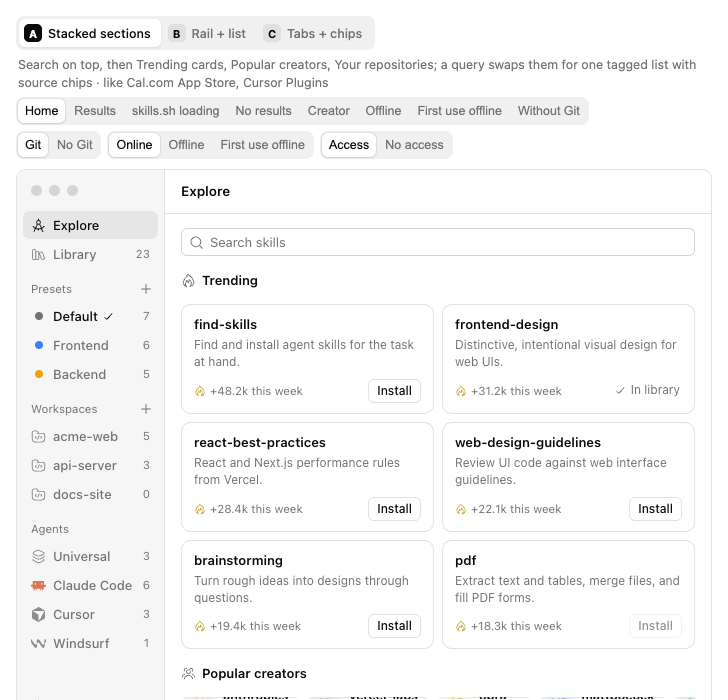 A Stacked sections B Rail + list C Tabs + chips
Search on top, then Trending cards, Popular creators, Your repositories; a query swaps them for one tagged list with
source chips · like Cal.com App Store, Cursor Plugins
Home Results skills.sh loading No results Creator Offline First use offline Without Git
Git No Git Online Offline First use offline Access No access
Explore
Library 23
Presets
Default 7
Frontend 6
Backend 5
Workspaces
acme-web 5
api-server 3
docs-site 0
Agents
Universal 3
Claude Code 6
Cursor 3
Windsurf 1
Explore
Search skills
Trending
find-skills
Find and install agent skills for the task
at hand.
+48.2k this week Install
frontend-design
Distinctive, intentional visual design for
web UIs.
+31.2k this week In library
react-best-practices
React and Next.js performance rules
from Vercel.
+28.4k this week Install
web-design-guidelines
Review UI code against web interface
guidelines.
+22.1k this week Install
brainstorming
Turn rough ideas into designs through
questions.
+19.4k this week Install
pdf
Extract text and tables, merge files, and
fill PDF forms.
+18.3k this week Install
Popular creators